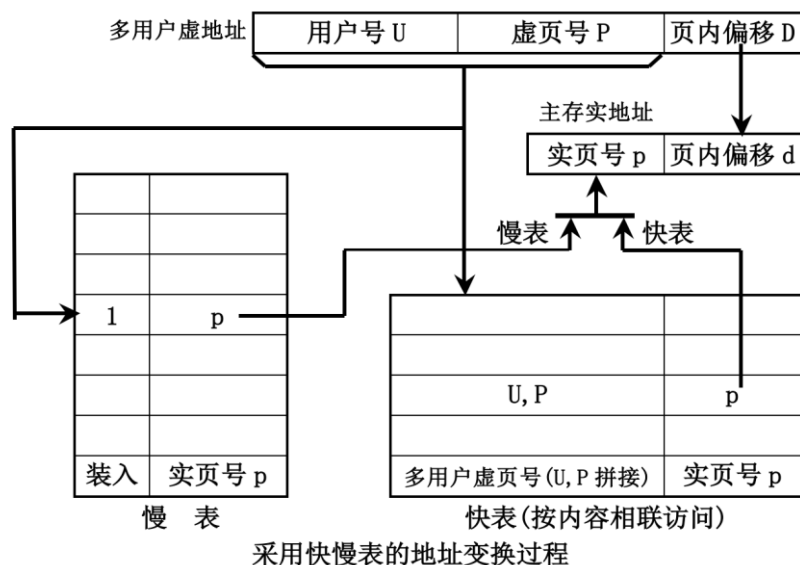 多用户虚地址 用户号 U 虚页号 P 页内偏移 D
主存实地址
实页号 p 页内偏移 d
慢表 快表
1 p
U, P p
装入 实页号 p 多用户虚页号(U, P 拼接) 实页号 p
慢 表 快表(按内容相联访问)
采用快慢表的地址变换过程